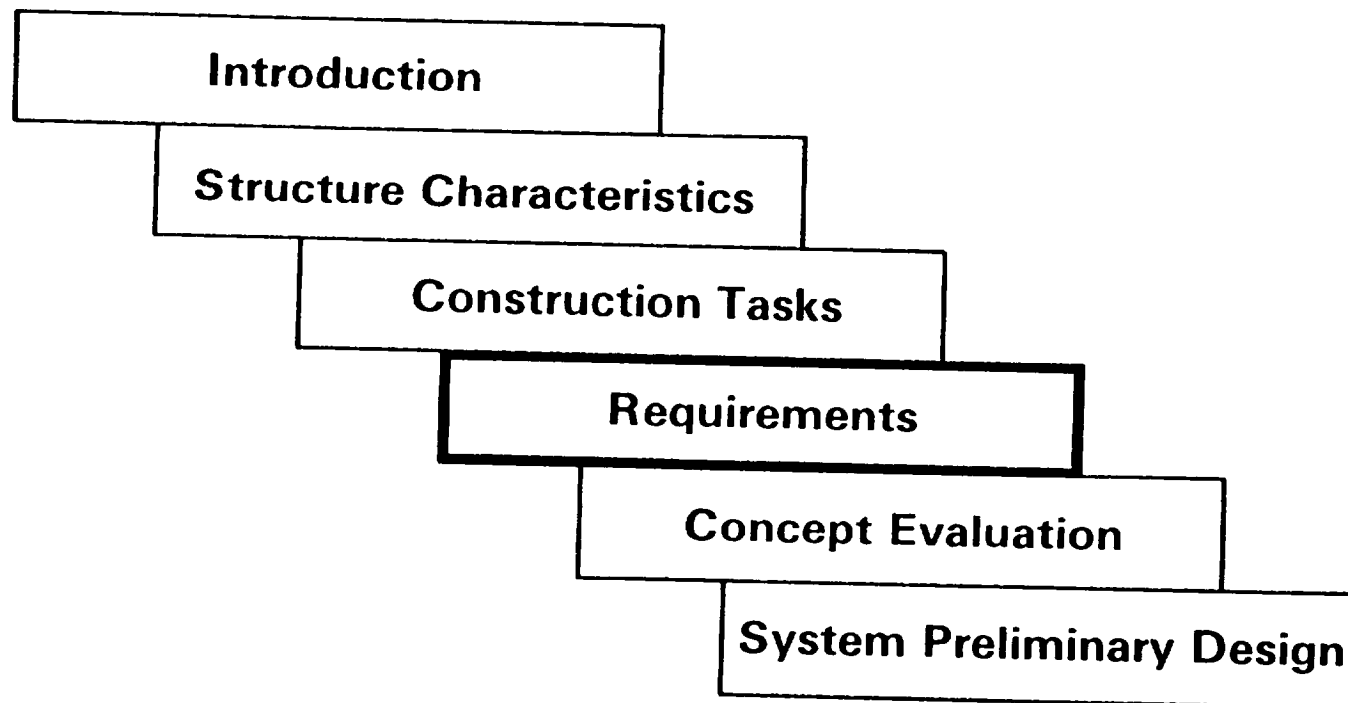 Introduction
Structure Characteristics
Construction Tasks
Requirements
Concept Evaluation
System Preliminary Design